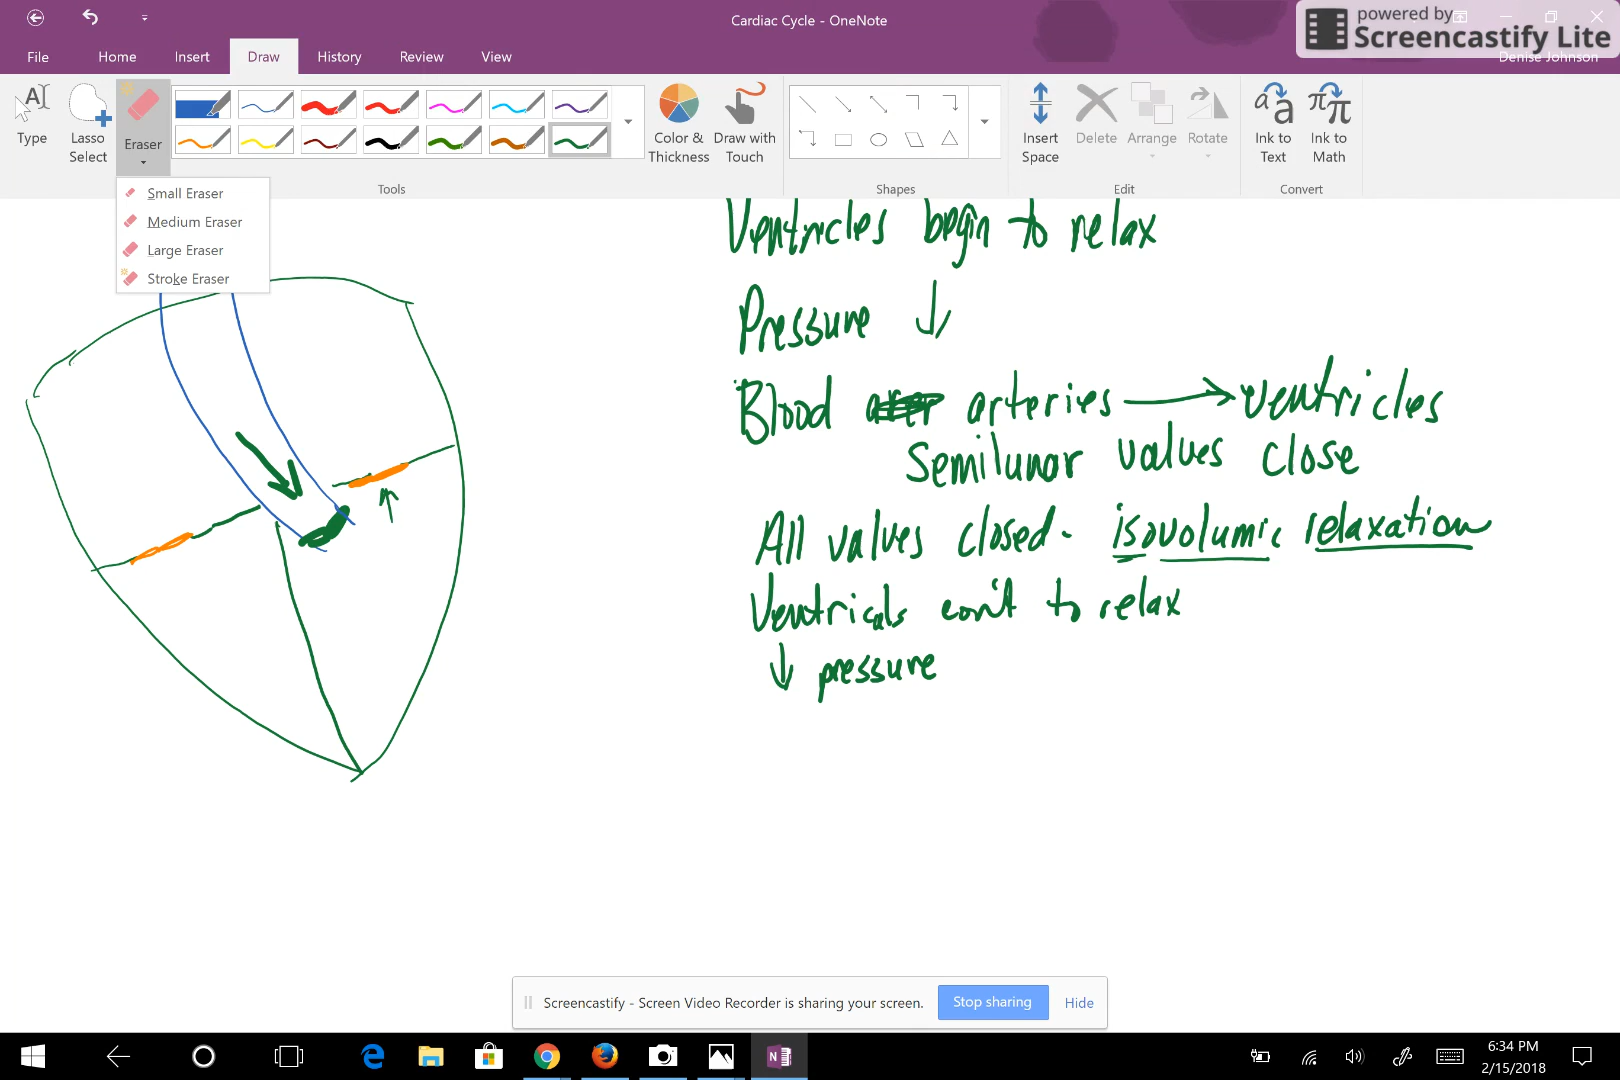 Cardiac Cycle - OneNote
powered by
Screencastify Lite
Denise Johnson
File Home Insert Draw History Review View
Type
Lasso Select
Eraser
Color & Thickness
Draw with Touch
Insert Space
Delete
Arrange
Rotate
Ink to Text
Ink to Math
Tools
Shapes
Edit
Convert
Small Eraser
Medium Eraser
Large Eraser
Stroke Eraser
Ventricles begin to relax
Pressure ↓
Blood arteries → ventricles
Semilunar valves close
All valves closed - isovolumic relaxation
Ventricals con't to relax
↓ pressure
Screencastify - Screen Video Recorder is sharing your screen. Stop sharing Hide
6:34 PM
2/15/2018